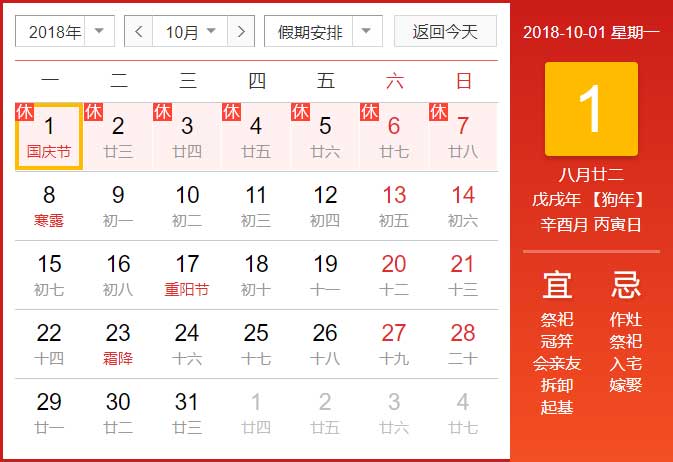 2018年 10月 假期安排 返回今天
一 二 三 四 五 六 日
休 休 休 休 休 休 休
1 2 3 4 5 6 7
国庆节 廿三 廿四 廿五 廿六 廿七 廿八
8 9 10 11 12 13 14
寒露 初一 初二 初三 初四 初五 初六
15 16 17 18 19 20 21
初七 初八 重阳节 初十 十一 十二 十三
22 23 24 25 26 27 28
十四 霜降 十六 十七 十八 十九 二十
29 30 31 1 2 3 4
廿一 廿二 廿三 廿四 廿五 廿六 廿七
2018-10-01 星期一
1
八月廿二
戊戌年 【狗年】
辛酉月 丙寅日
宜 忌
祭祀 作灶
冠笄 祭祀
会亲友 入宅
拆卸 嫁娶
起基